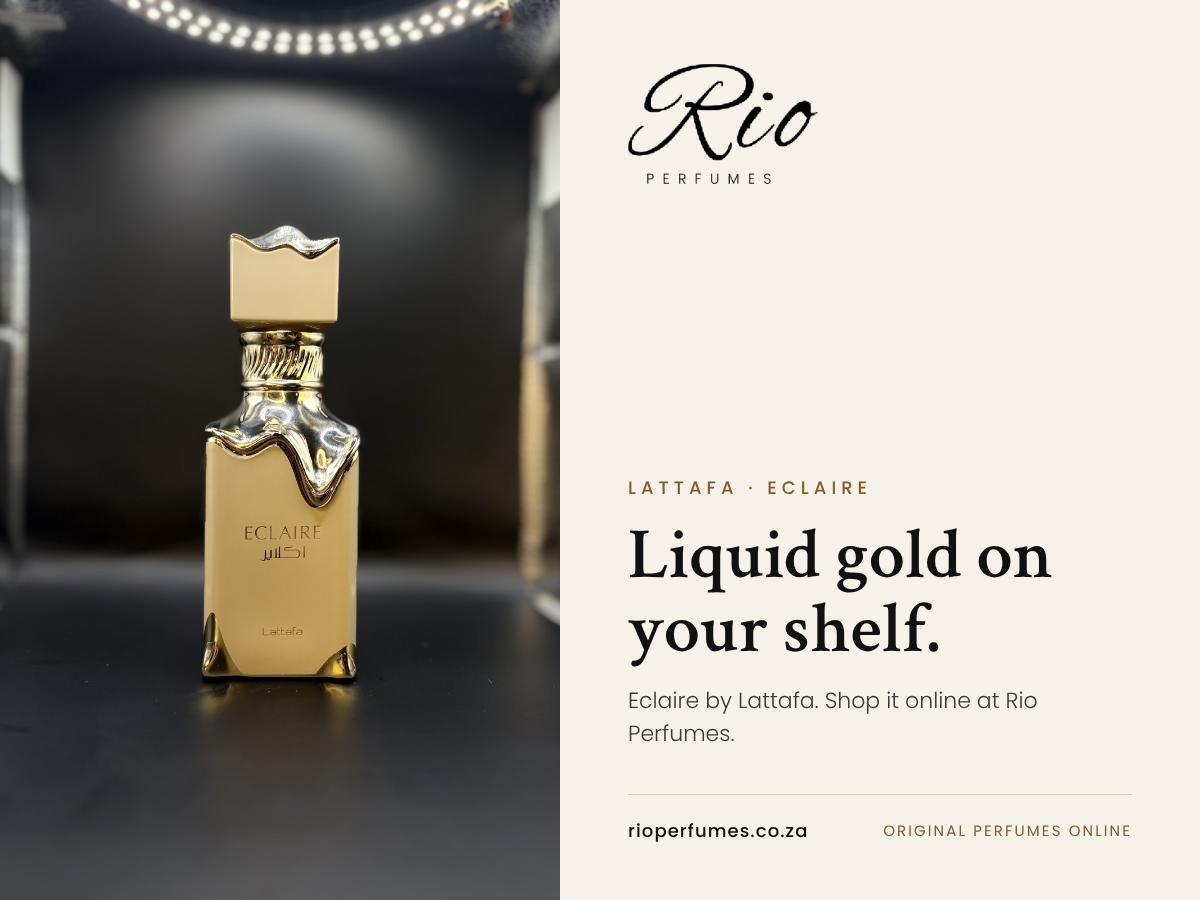 ECLAIRE
اكلير
Lattafa
Rio
PERFUMES
LATTAFA · ECLAIRE
Liquid gold on
your shelf.
Eclaire by Lattafa. Shop it online at Rio
Perfumes.
rioperfumes.co.za
ORIGINAL PERFUMES ONLINE